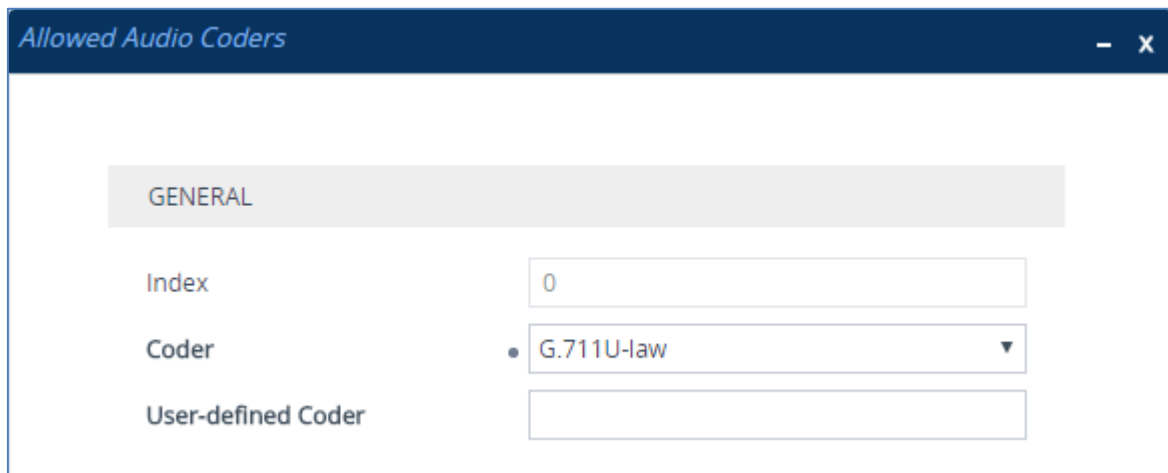 Allowed Audio Coders – x
GENERAL
Index 0
Coder • G.711U-law ▼
User-defined Coder